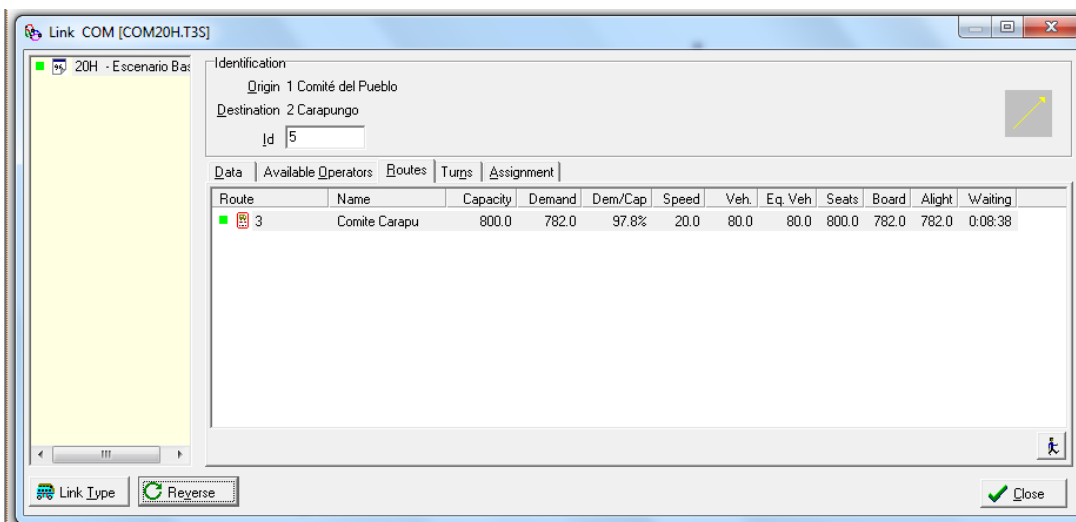 Link COM [COM20H.T3S]
20H - Escenario Bas
Identification
Origin 1 Comité del Pueblo
Destination 2 Carapungo
Id 5
Data Available Operators Routes Turns Assignment
Route Name Capacity Demand Dem/Cap Speed Veh. Eq. Veh Seats Board Alight Waiting
3 Comite Carapu 800.0 782.0 97.8% 20.0 80.0 80.0 800.0 782.0 782.0 0:08:38
Link Type Reverse Close